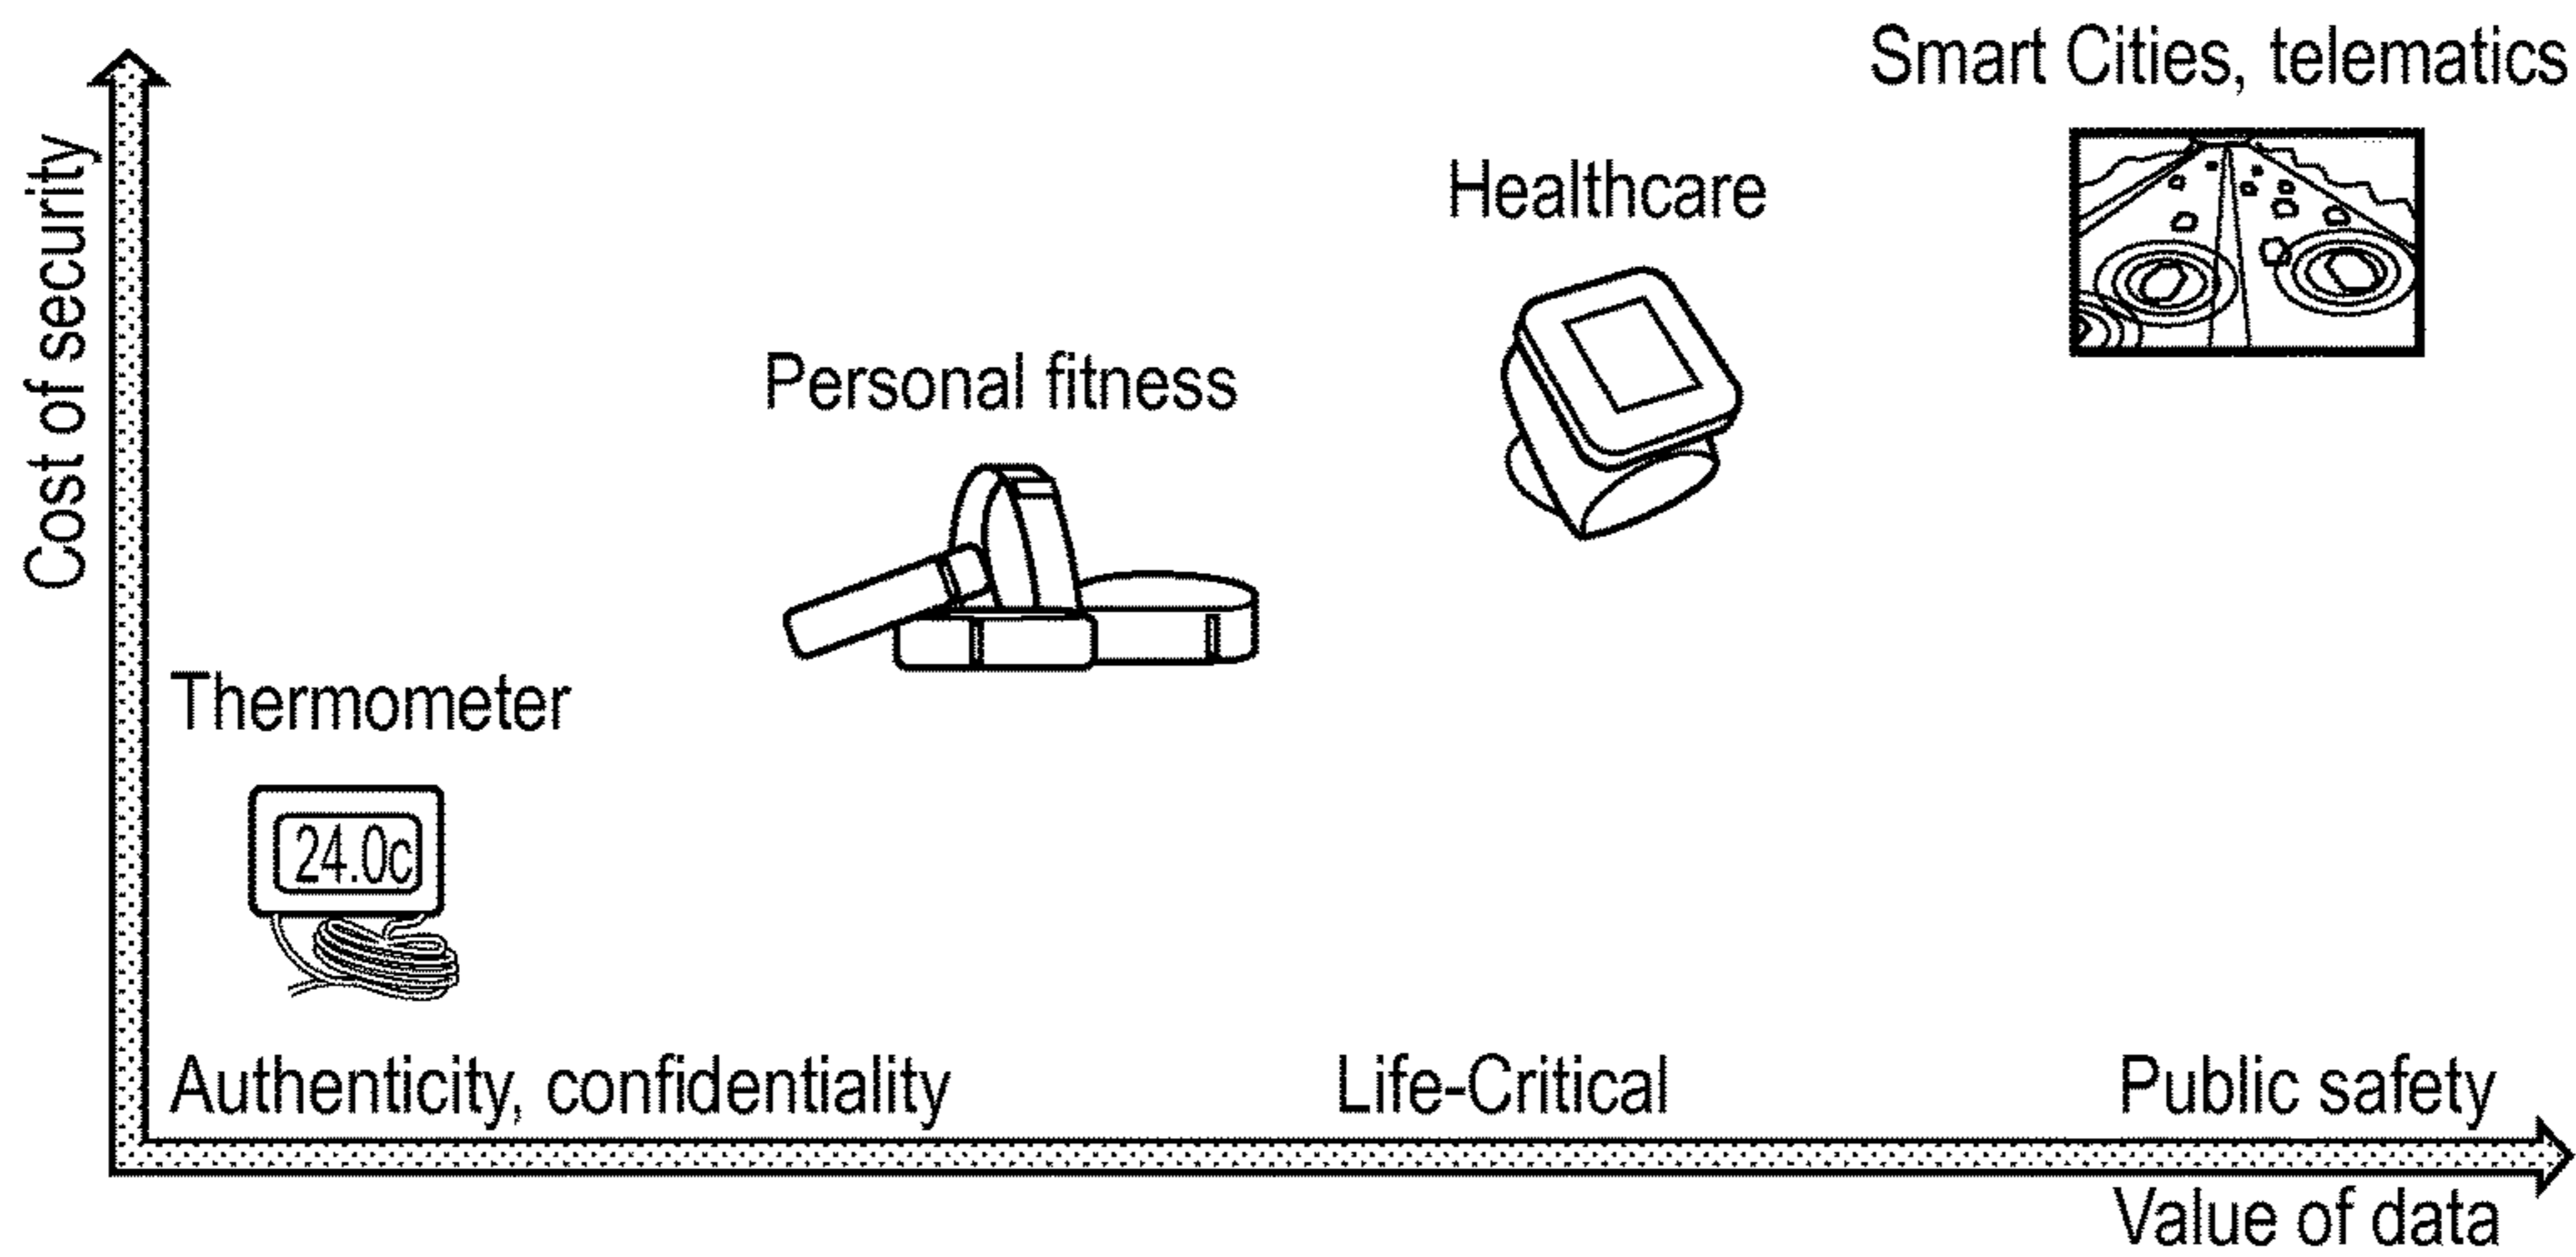 Smart Cities, telematics
Healthcare
Cost of security
Personal fitness
Thermometer
24.0c
Authenticity, confidentiality
Life-Critical
Public safety
Value of data